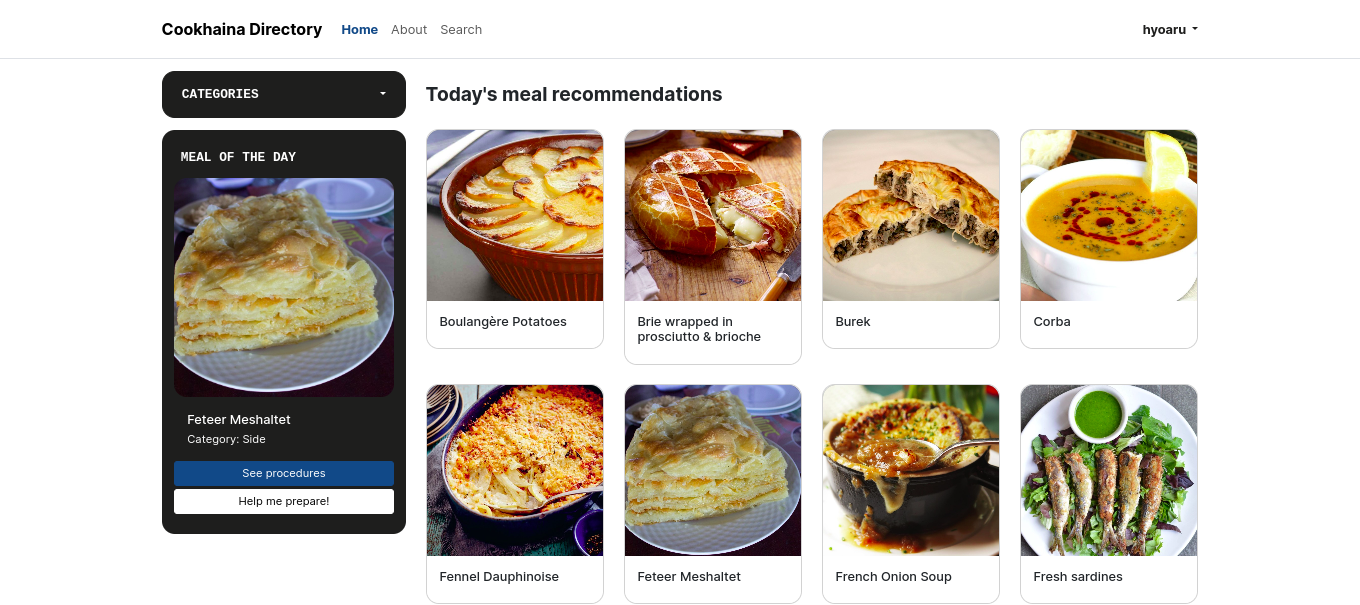 Cookhaina Directory Home About Search hyoaru
CATEGORIES
MEAL OF THE DAY
Feteer Meshaltet
Category: Side
See procedures
Help me prepare!
Today's meal recommendations
Boulangère Potatoes
Brie wrapped in
prosciutto & brioche
Burek
Corba
Fennel Dauphinoise
Feteer Meshaltet
French Onion Soup
Fresh sardines